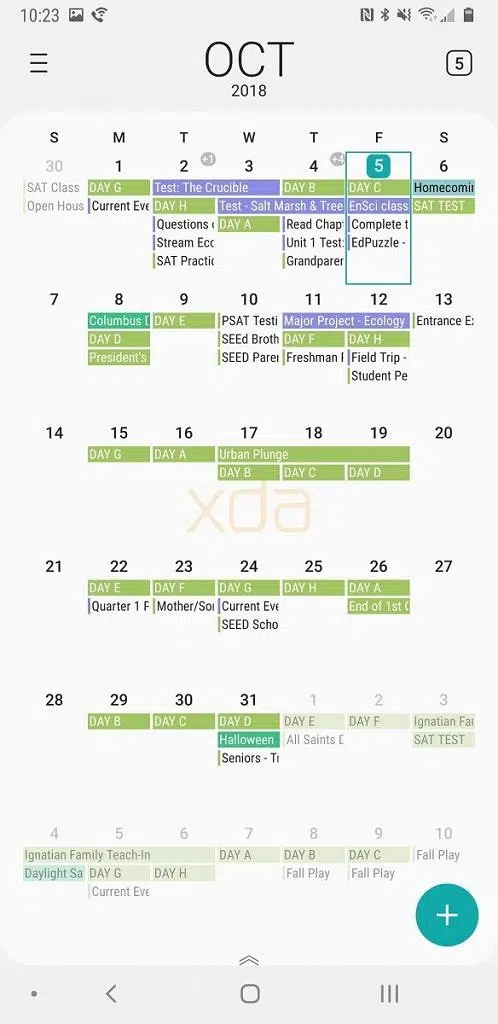 10:23
OCT
5
2018
S M T W T F S
30 1 2 +1 3 4 +4 5 6
SAT Class DAY G Test: The Crucible DAY B DAY C Homecomin
Open Hous Current Eve DAY H Test - Salt Marsh & Tree EnSci class SAT TEST
Questions DAY A Read Chap Complete t
Stream Eco Unit 1 Test: EdPuzzle -
SAT Practic Grandparen
7 8 9 10 11 12 13
Columbus D DAY E PSAT Testi Major Project - Ecology Entrance Ex
DAY D SEEd Broth DAY F DAY H
President's SEED Parer Freshman F Field Trip -
Student Pe
14 15 16 17 18 19 20
DAY G DAY A Urban Plunge
DAY B DAY C DAY D
xda
21 22 23 24 25 26 27
DAY E DAY F DAY G DAY H DAY A
Quarter 1 P Mother/Son Current Eve End of 1st Q
SEED Scho
28 29 30 31 1 2 3
DAY B DAY C DAY D DAY E DAY F Ignatian Fam
Halloween All Saints D SAT TEST
Seniors - Tr
4 5 6 7 8 9 10
Ignatian Family Teach-In DAY A DAY B DAY C Fall Play
Daylight Sa DAY G DAY H Fall Play Fall Play
Current Eve